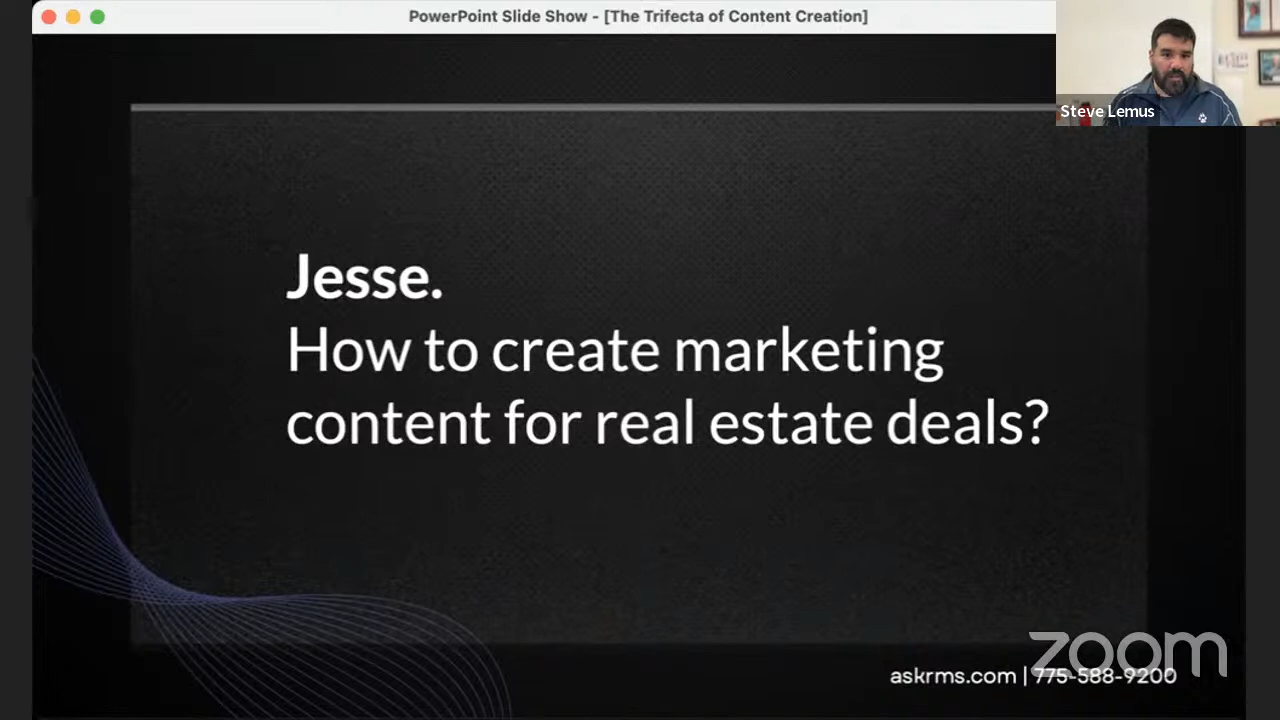 PowerPoint Slide Show - [The Trifecta of Content Creation]
Steve Lemus
Jesse.
How to create marketing
content for real estate deals?
zoom
askrms.com | 775-588-9200